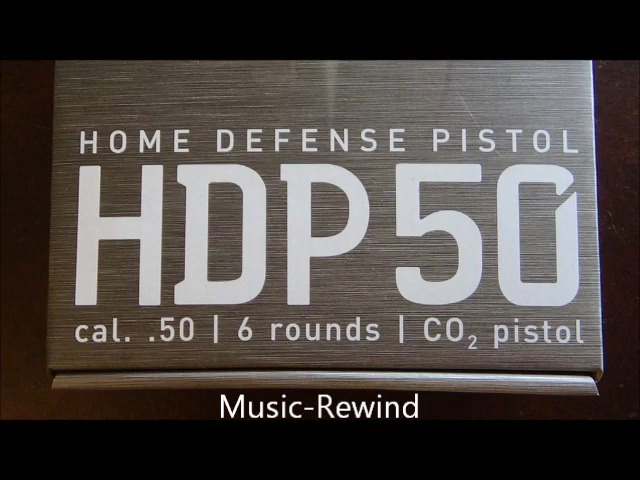 HOME DEFENSE PISTOL
HDP 50
cal. .50 | 6 rounds | CO₂ pistol
Music-Rewind